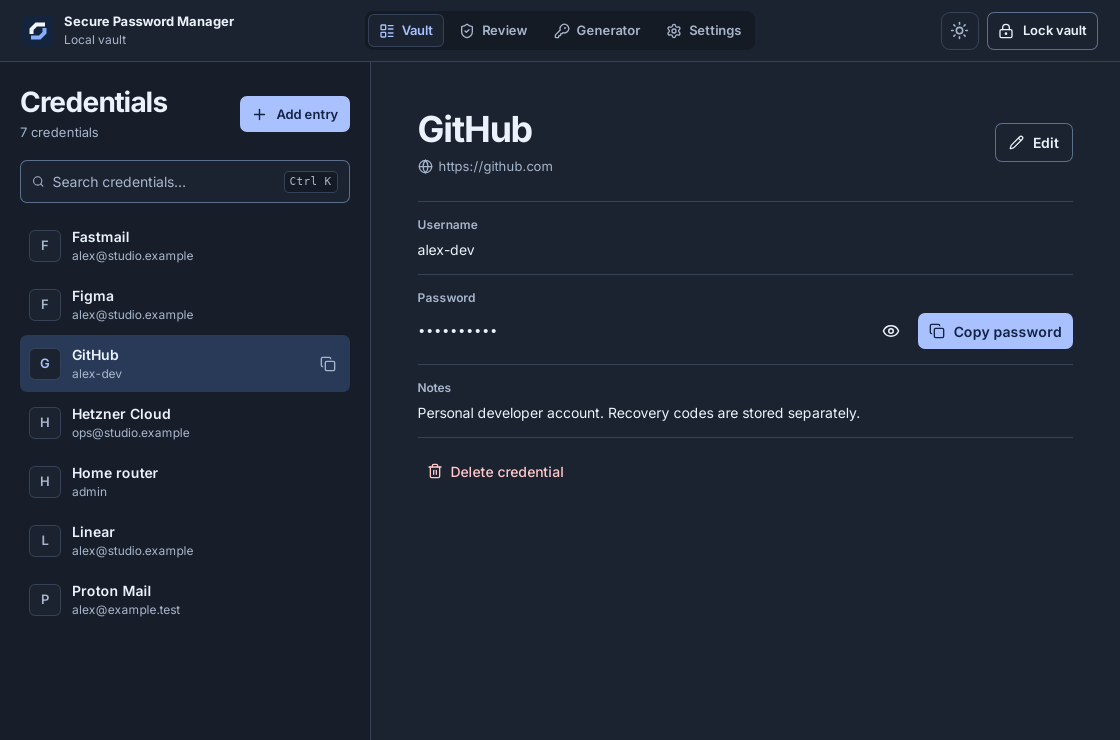 Secure Password Manager
Local vault
Vault
Review
Generator
Settings
Lock vault
Credentials
7 credentials
Add entry
Search credentials...
Ctrl K
F
Fastmail
alex@studio.example
F
Figma
alex@studio.example
G
GitHub
alex-dev
H
Hetzner Cloud
ops@studio.example
H
Home router
admin
L
Linear
alex@studio.example
P
Proton Mail
alex@example.test
GitHub
https://github.com
Edit
Username
alex-dev
Password
••••••••••
Copy password
Notes
Personal developer account. Recovery codes are stored separately.
Delete credential